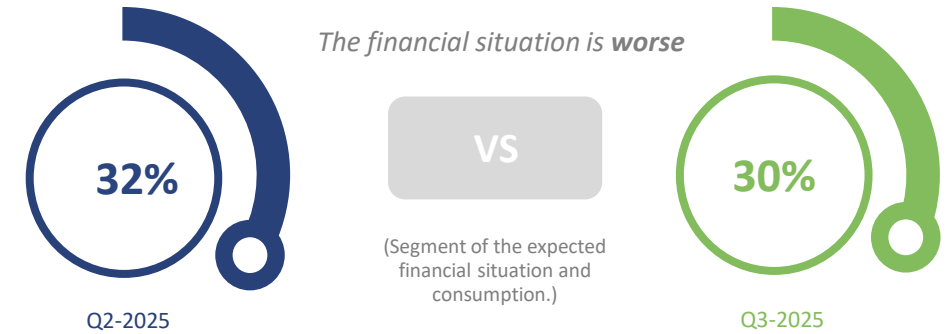 The financial situation is worse
32%
VS
30%
(Segment of the expected
financial situation and
consumption.)
Q2-2025
Q3-2025